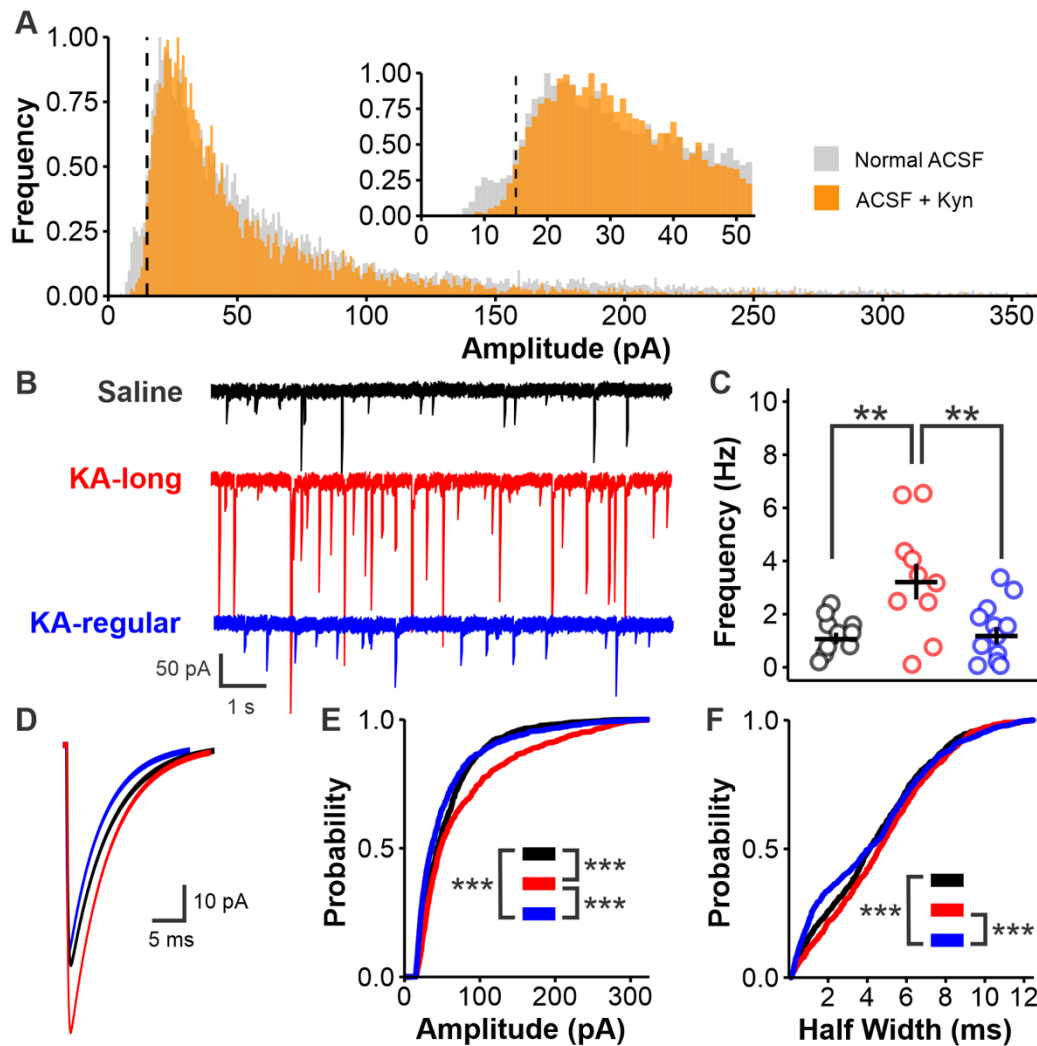 A
Frequency
1.00
0.75
0.50
0.25
0.00
0 50 100 150 200 250 300 350
Amplitude (pA)
1.00
0.75
0.50
0.25
0.00
0 10 20 30 40 50
Normal ACSF
ACSF + Kyn
B
Saline
KA-long
KA-regular
50 pA
1 s
C
Frequency (Hz)
10
8
6
4
2
0
** **
D
10 pA
5 ms
E
Probability
1.0
0.5
0.0
0 100 200 300
Amplitude (pA)
***
***
***
F
Probability
1.0
0.5
0.0
2 4 6 8 10 12
Half Width (ms)
***
***